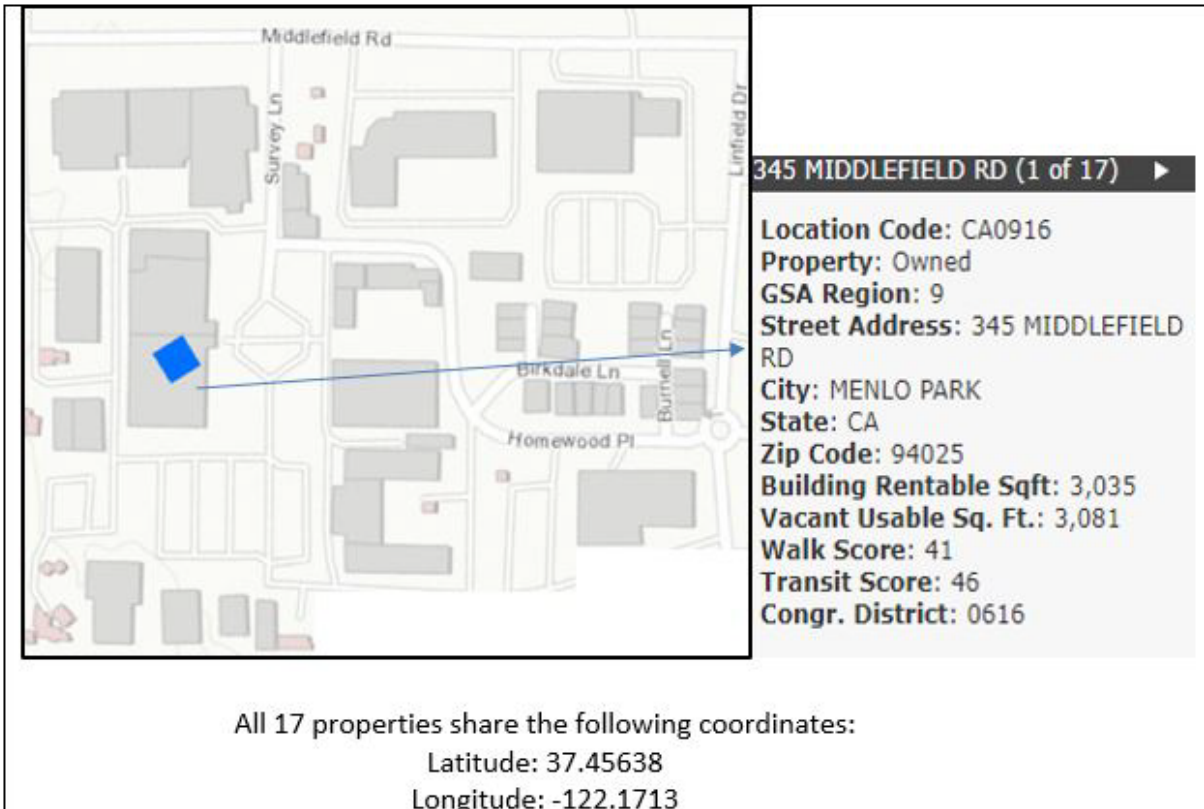 Middlefield Rd
Survey Ln
Linfield Dr
Birkdale Ln
Burnell Ln
Homewood Pl
345 MIDDLEFIELD RD (1 of 17) ▶
Location Code: CA0916
Property: Owned
GSA Region: 9
Street Address: 345 MIDDLEFIELD
RD
City: MENLO PARK
State: CA
Zip Code: 94025
Building Rentable Sqft: 3,035
Vacant Usable Sq. Ft.: 3,081
Walk Score: 41
Transit Score: 46
Congr. District: 0616
All 17 properties share the following coordinates:
Latitude: 37.45638
Longitude: -122.1713